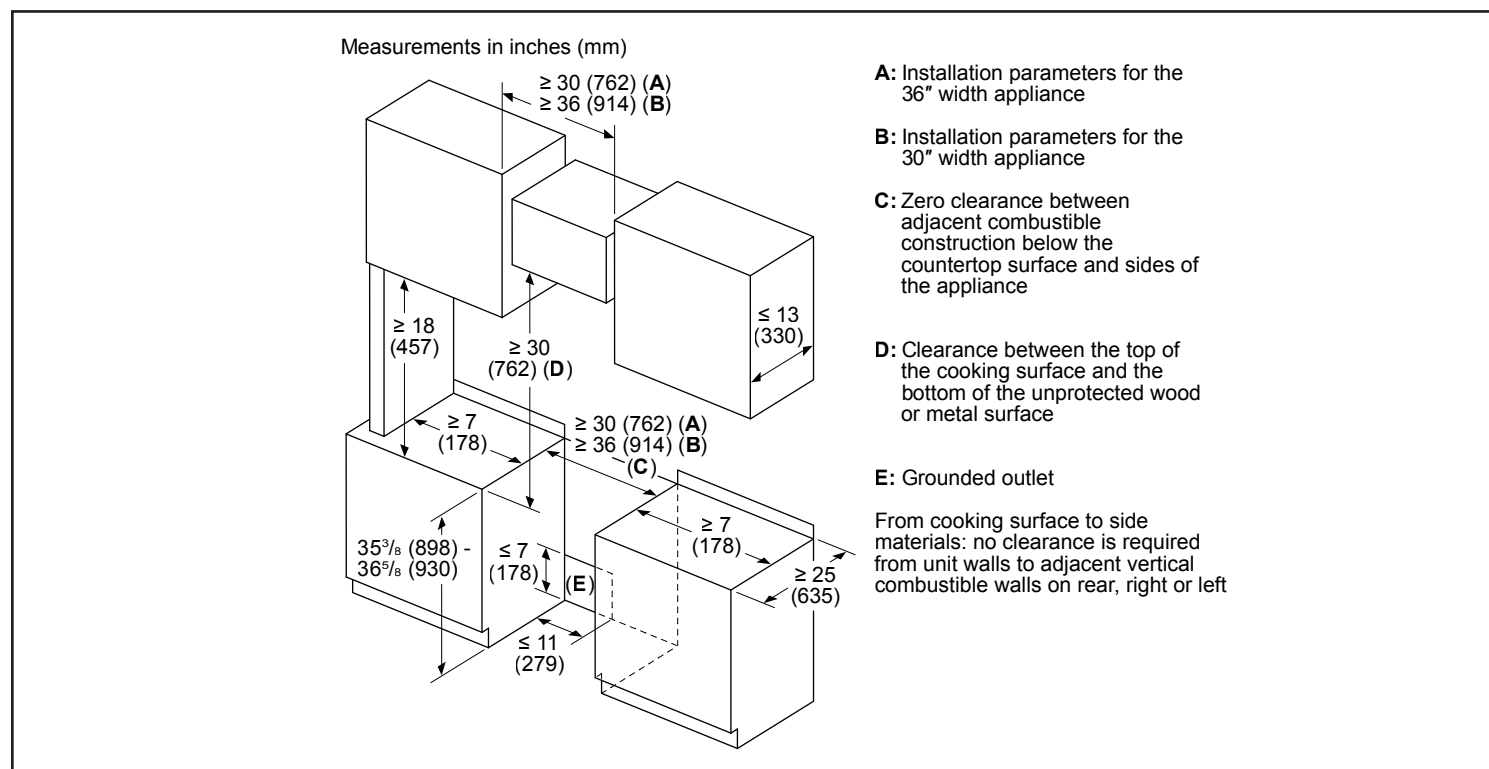 Measurements in inches (mm)
≥ 30 (762) (A)
≥ 36 (914) (B)
≥ 18
(457)
≥ 30
(762) (D)
≤ 13
(330)
≥ 7
(178)
≥ 30 (762) (A)
≥ 36 (914) (B)
(C)
≥ 7
(178)
35³/₈ (898) -
36⁵/₈ (930)
≤ 7
(178)
(E)
≥ 25
(635)
≤ 11
(279)
A: Installation parameters for the
36″ width appliance
B: Installation parameters for the
30″ width appliance
C: Zero clearance between
adjacent combustible
construction below the
countertop surface and sides of
the appliance
D: Clearance between the top of
the cooking surface and the
bottom of the unprotected wood
or metal surface
E: Grounded outlet
From cooking surface to side
materials: no clearance is required
from unit walls to adjacent vertical
combustible walls on rear, right or left